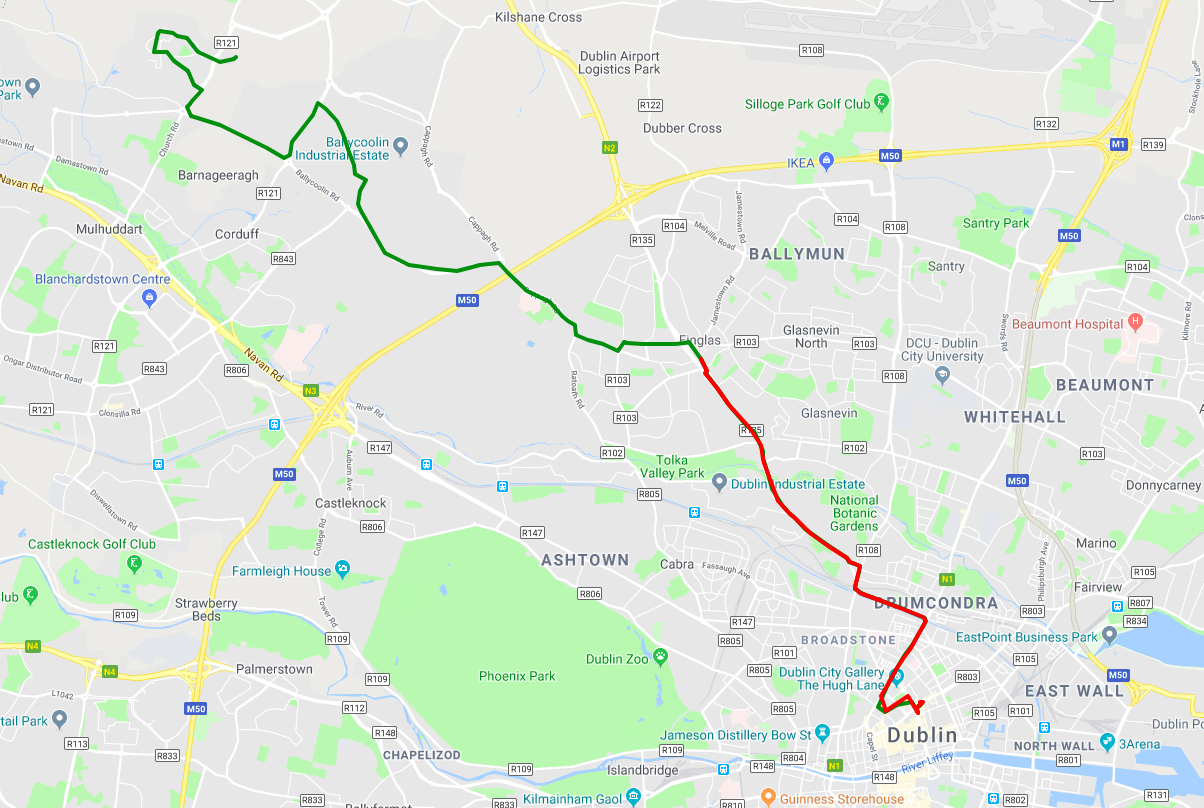 Kilshane Cross
R121
R108
Dublin Airport
Logistics Park
Stockhole Lane
Park
R122
Silloge Park Golf Club
Dubber Cross
R132
Church Rd
Cappagh Rd
Ballycoolin
Industrial Estate
N2
IKEA
M50
M1
R139
Damastown Rd
Navan Rd
Barnageeragh
R121
Ballycoolin Rd
Jamestown Rd
Mulhuddart
Corduff
Cappagh Rd
R104
R104
Melville Road
R108
Santry Park
M50
R135
BALLYMUN
R843
Santry
R104
Blanchardstown Centre
M50
Jamestown Rd
Swords Rd
Kilmore Rd
Beaumont Hospital
Finglas
R103
Glasnevin
North
R103
DCU - Dublin
City University
R121
R843
R806
Navan Rd
Ongar Distributor Road
R103
Ratoath Rd
R108
BEAUMONT
N3
River Rd
R121
Clonsilla Rd
R103
Glasnevin
WHITEHALL
R135
R147
R102
R102
R103
Auburn Ave
Tolka
Valley Park
M50
Dublin Industrial Estate
M50
Donnycarney
Diswellstown Rd
Castleknock
R805
National
Botanic
Gardens
R806
College Rd
R147
Castleknock Golf Club
R108
Marino
Farmleigh House
ASHTOWN
Cabra
Fassaugh Ave
Philipsburgh Ave
R105
N1
Fairview
R806
Strawberry
Beds
Tower Rd
DRUMCONDRA
R803
R807
R109
R147
R834
R109
R805
BROADSTONE
EastPoint Business Park
N4
R101
R105
Dublin Zoo
N4
Palmerstown
R805
Dublin City Gallery
The Hugh Lane
R803
M50
Phoenix Park
R109
EAST WALL
L1042
M50
R112
R805
R105
R101
R113
R148
Jameson Distillery Bow St
Capel St
Dublin
R833
CHAPELIZOD
R109
NORTH WALL
3Arena
R804
R801
R109
Islandbridge
R148
N1
River Liffey
R148
R131
R833
R833
Kilmainham Gaol
R810
Guinness Storehouse
R802